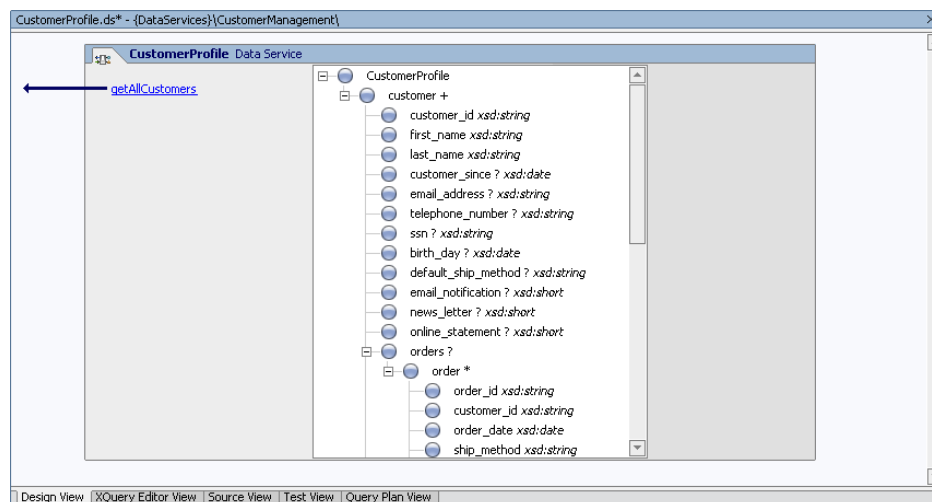 CustomerProfile.ds* - {DataServices}\CustomerManagement\
CustomerProfile Data Service
getAllCustomers
CustomerProfile
customer +
customer_id xsd:string
first_name xsd:string
last_name xsd:string
customer_since ? xsd:date
email_address ? xsd:string
telephone_number ? xsd:string
ssn ? xsd:string
birth_day ? xsd:date
default_ship_method ? xsd:string
email_notification ? xsd:short
news_letter ? xsd:short
online_statement ? xsd:short
orders ?
order *
order_id xsd:string
customer_id xsd:string
order_date xsd:date
ship_method xsd:string
Design View XQuery Editor View Source View Test View Query Plan View